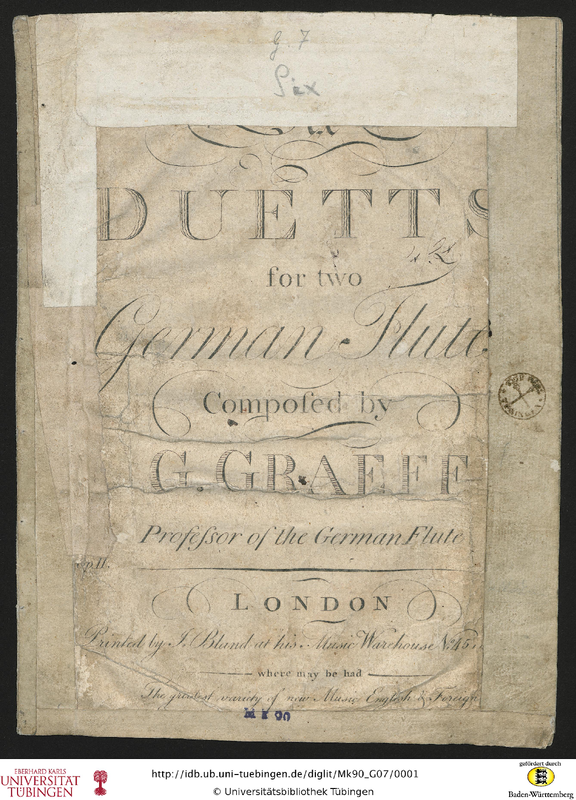 g. 7
Six
DUETTS
for two
German Flute
Compoſed by
G. GRAEFF
Profeſsor of the German Flute
p. II.
LONDON
Printed by J. Bland at his Music Warehouse No. 45
where may be had
The greatest variety of new Music English & Foreign
Mk 90
EBERHARD KARLS
UNIVERSITÄT
TÜBINGEN
http://idb.ub.uni-tuebingen.de/diglit/Mk90_G07/0001
© Universitätsbibliothek Tübingen
gefördert durch
Baden-Württemberg